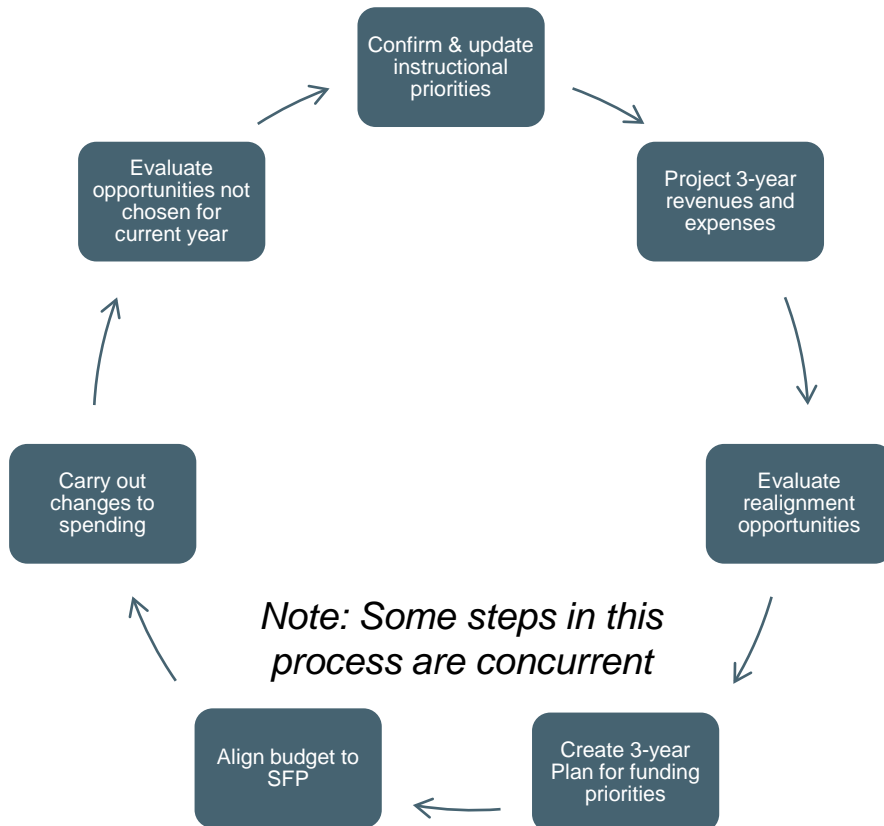 Confirm & update
instructional
priorities
Project 3-year
revenues and
expenses
Evaluate
realignment
opportunities
Create 3-year
Plan for funding
priorities
Align budget to
SFP
Carry out
changes to
spending
Evaluate
opportunities not
chosen for
current year
Note: Some steps in this
process are concurrent